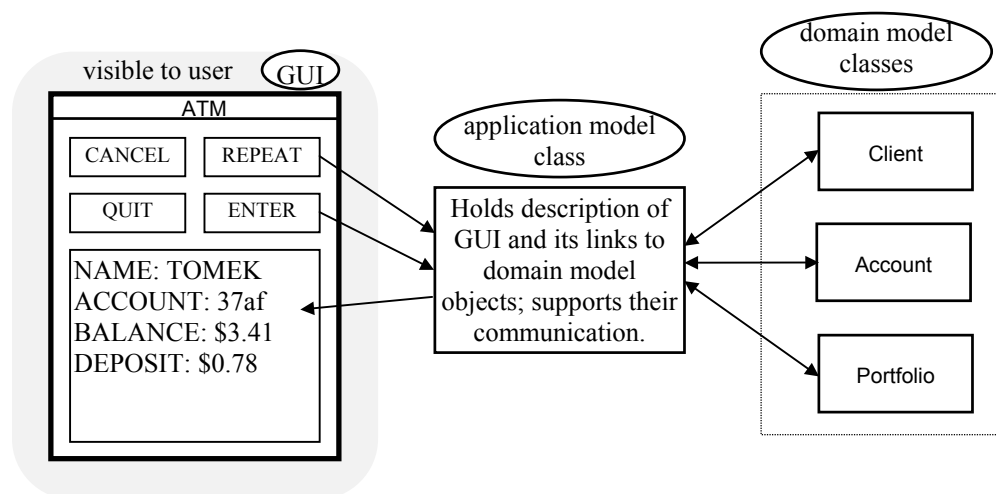 visible to user
GUI
ATM
CANCEL
REPEAT
QUIT
ENTER
NAME: TOMEK
ACCOUNT: 37af
BALANCE: $3.41
DEPOSIT: $0.78
application model
class
Holds description of
GUI and its links to
domain model
objects; supports their
communication.
domain model
classes
Client
Account
Portfolio